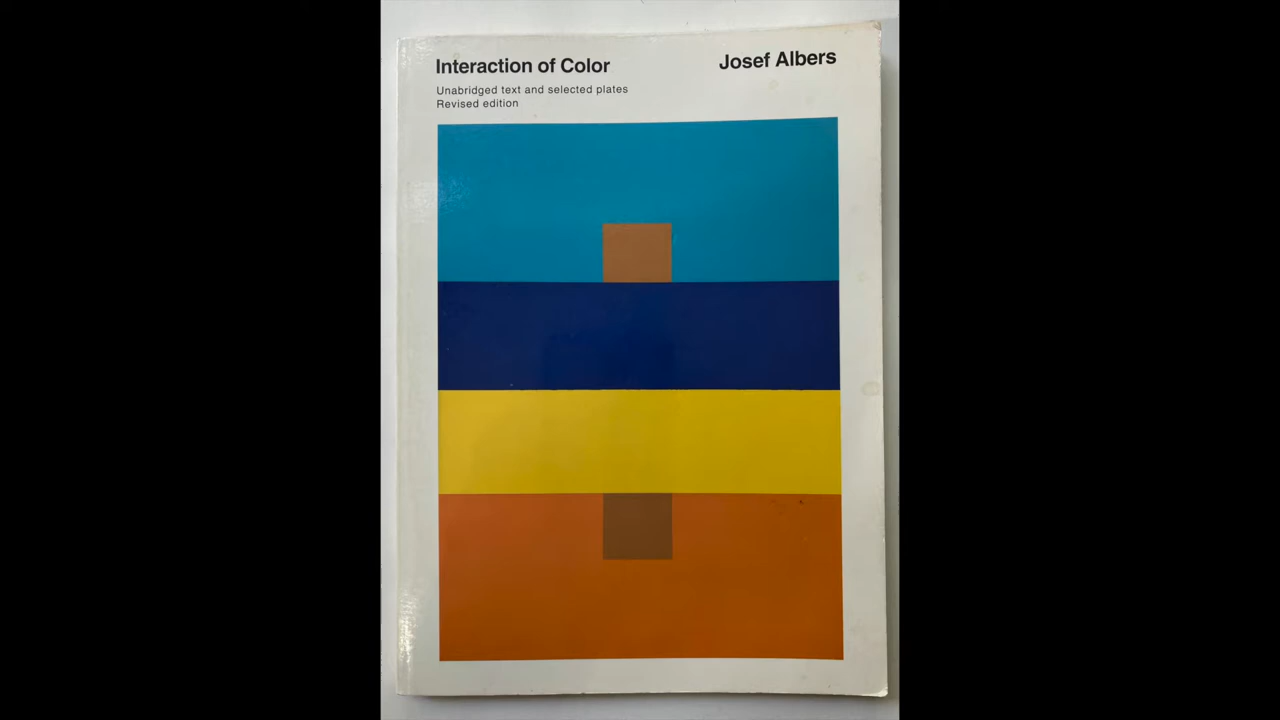 Interaction of Color
Josef Albers
Unabridged text and selected plates
Revised edition